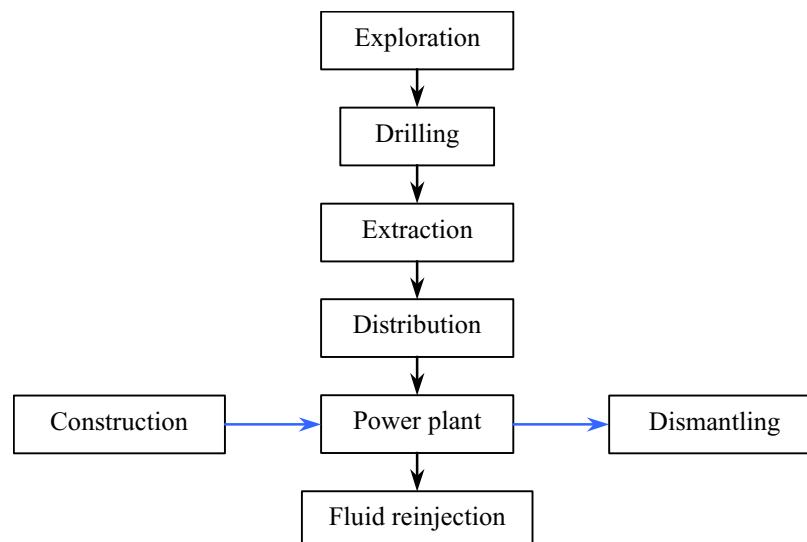 Exploration
Drilling
Extraction
Distribution
Construction
Power plant
Dismantling
Fluid reinjection